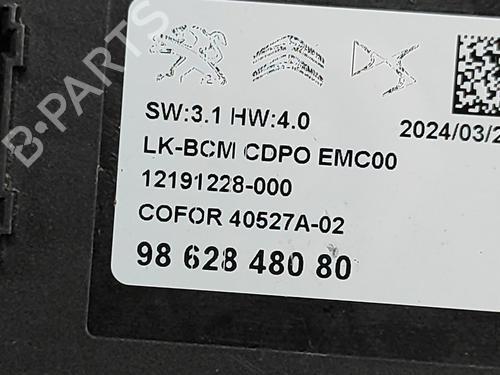 SW:3.1 HW:4.0
2024/03/2
LK-BCM CDPO EMC00
12191228-000
COFOR 40527A-02
98 628 480 80
B-PARTS